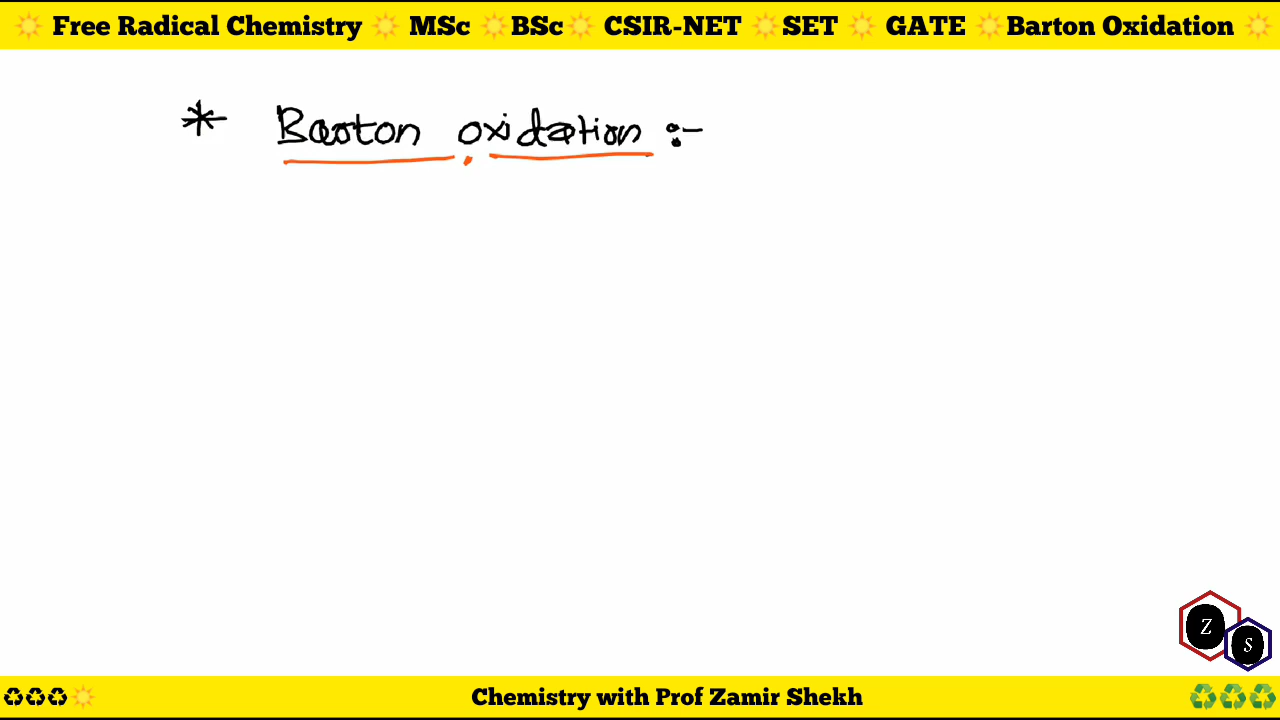 Free Radical Chemistry MSc BSc CSIR-NET SET GATE Barton Oxidation
* Barton oxidation :-
Z
S
Chemistry with Prof Zamir Shekh